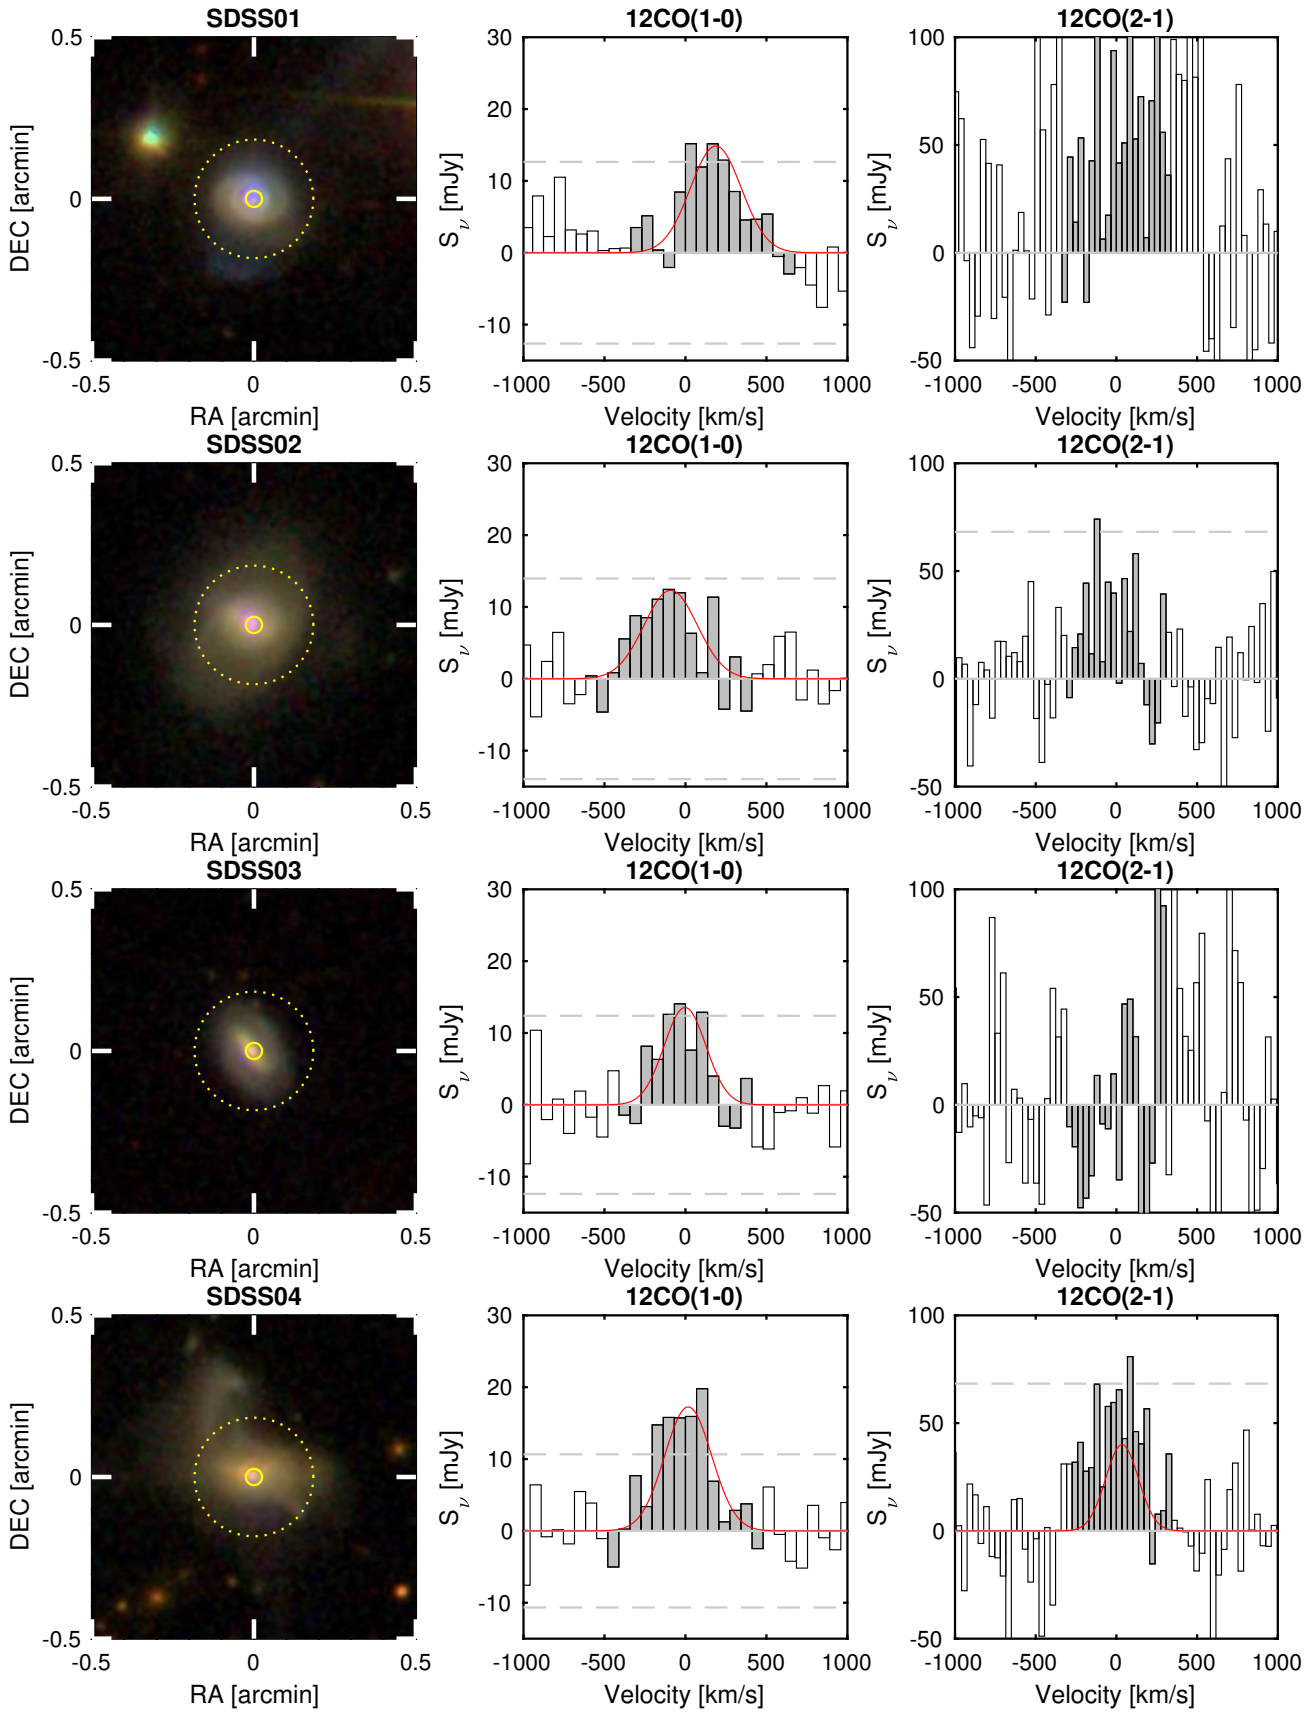 SDSS01 12CO(1-0) 12CO(2-1)
0.5 30 100
20
DEC [arcmin] S_ν [mJy] S_ν [mJy]
50
0 10
0 0
-10
-0.5 -50
-0.5 0 0.5 -1000 -500 0 500 1000 -1000 -500 0 500 1000
RA [arcmin] Velocity [km/s] Velocity [km/s]
SDSS02 12CO(1-0) 12CO(2-1)
0.5 30 100
20
DEC [arcmin] S_ν [mJy] S_ν [mJy]
50
0 10
0 0
-10
-0.5 -50
-0.5 0 0.5 -1000 -500 0 500 1000 -1000 -500 0 500 1000
RA [arcmin] Velocity [km/s] Velocity [km/s]
SDSS03 12CO(1-0) 12CO(2-1)
0.5 30 100
20
DEC [arcmin] S_ν [mJy] S_ν [mJy]
50
0 10
0 0
-10
-0.5 -50
-0.5 0 0.5 -1000 -500 0 500 1000 -1000 -500 0 500 1000
RA [arcmin] Velocity [km/s] Velocity [km/s]
SDSS04 12CO(1-0) 12CO(2-1)
0.5 30 100
20
DEC [arcmin] S_ν [mJy] S_ν [mJy]
50
0 10
0 0
-10
-0.5 -50
-0.5 0 0.5 -1000 -500 0 500 1000 -1000 -500 0 500 1000
RA [arcmin] Velocity [km/s] Velocity [km/s]